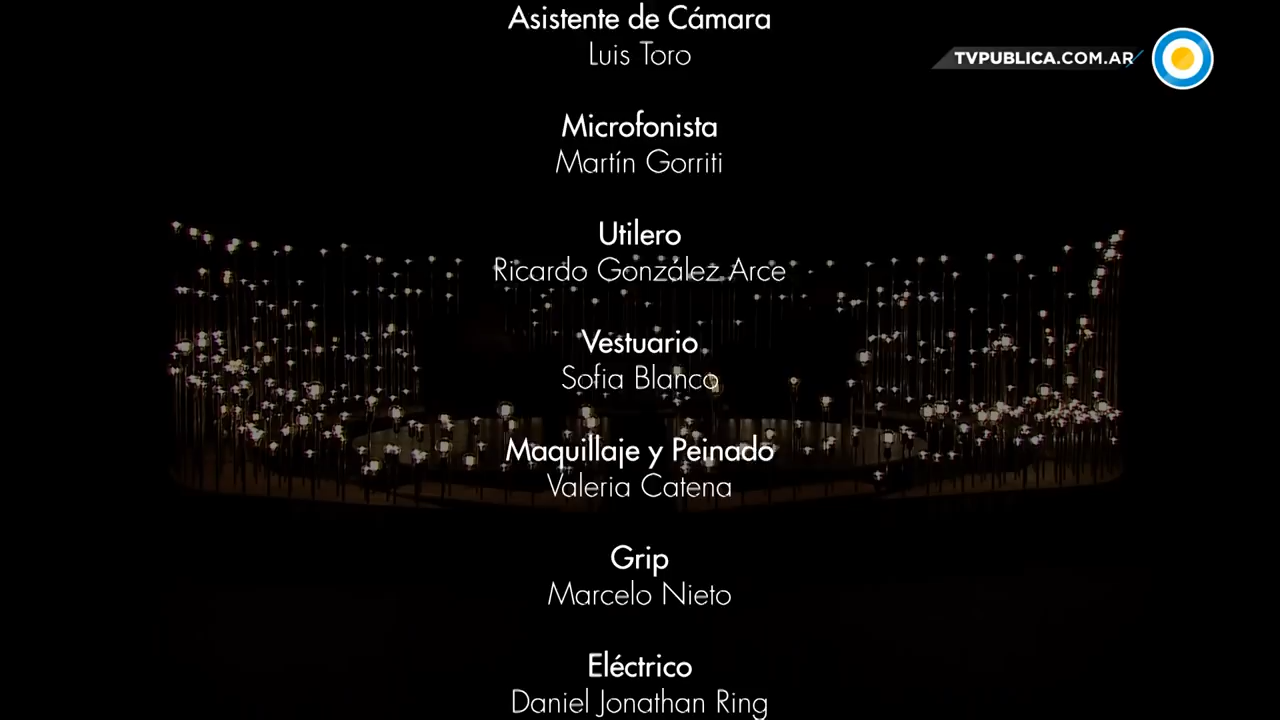 Asistente de Cámara
Luis Toro
TVPUBLICA.COM.AR
Microfonista
Martín Gorriti
Utilero
Ricardo González Arce
Vestuario
Sofia Blanco
Maquillaje y Peinado
Valeria Catena
Grip
Marcelo Nieto
Eléctrico
Daniel Jonathan Ring